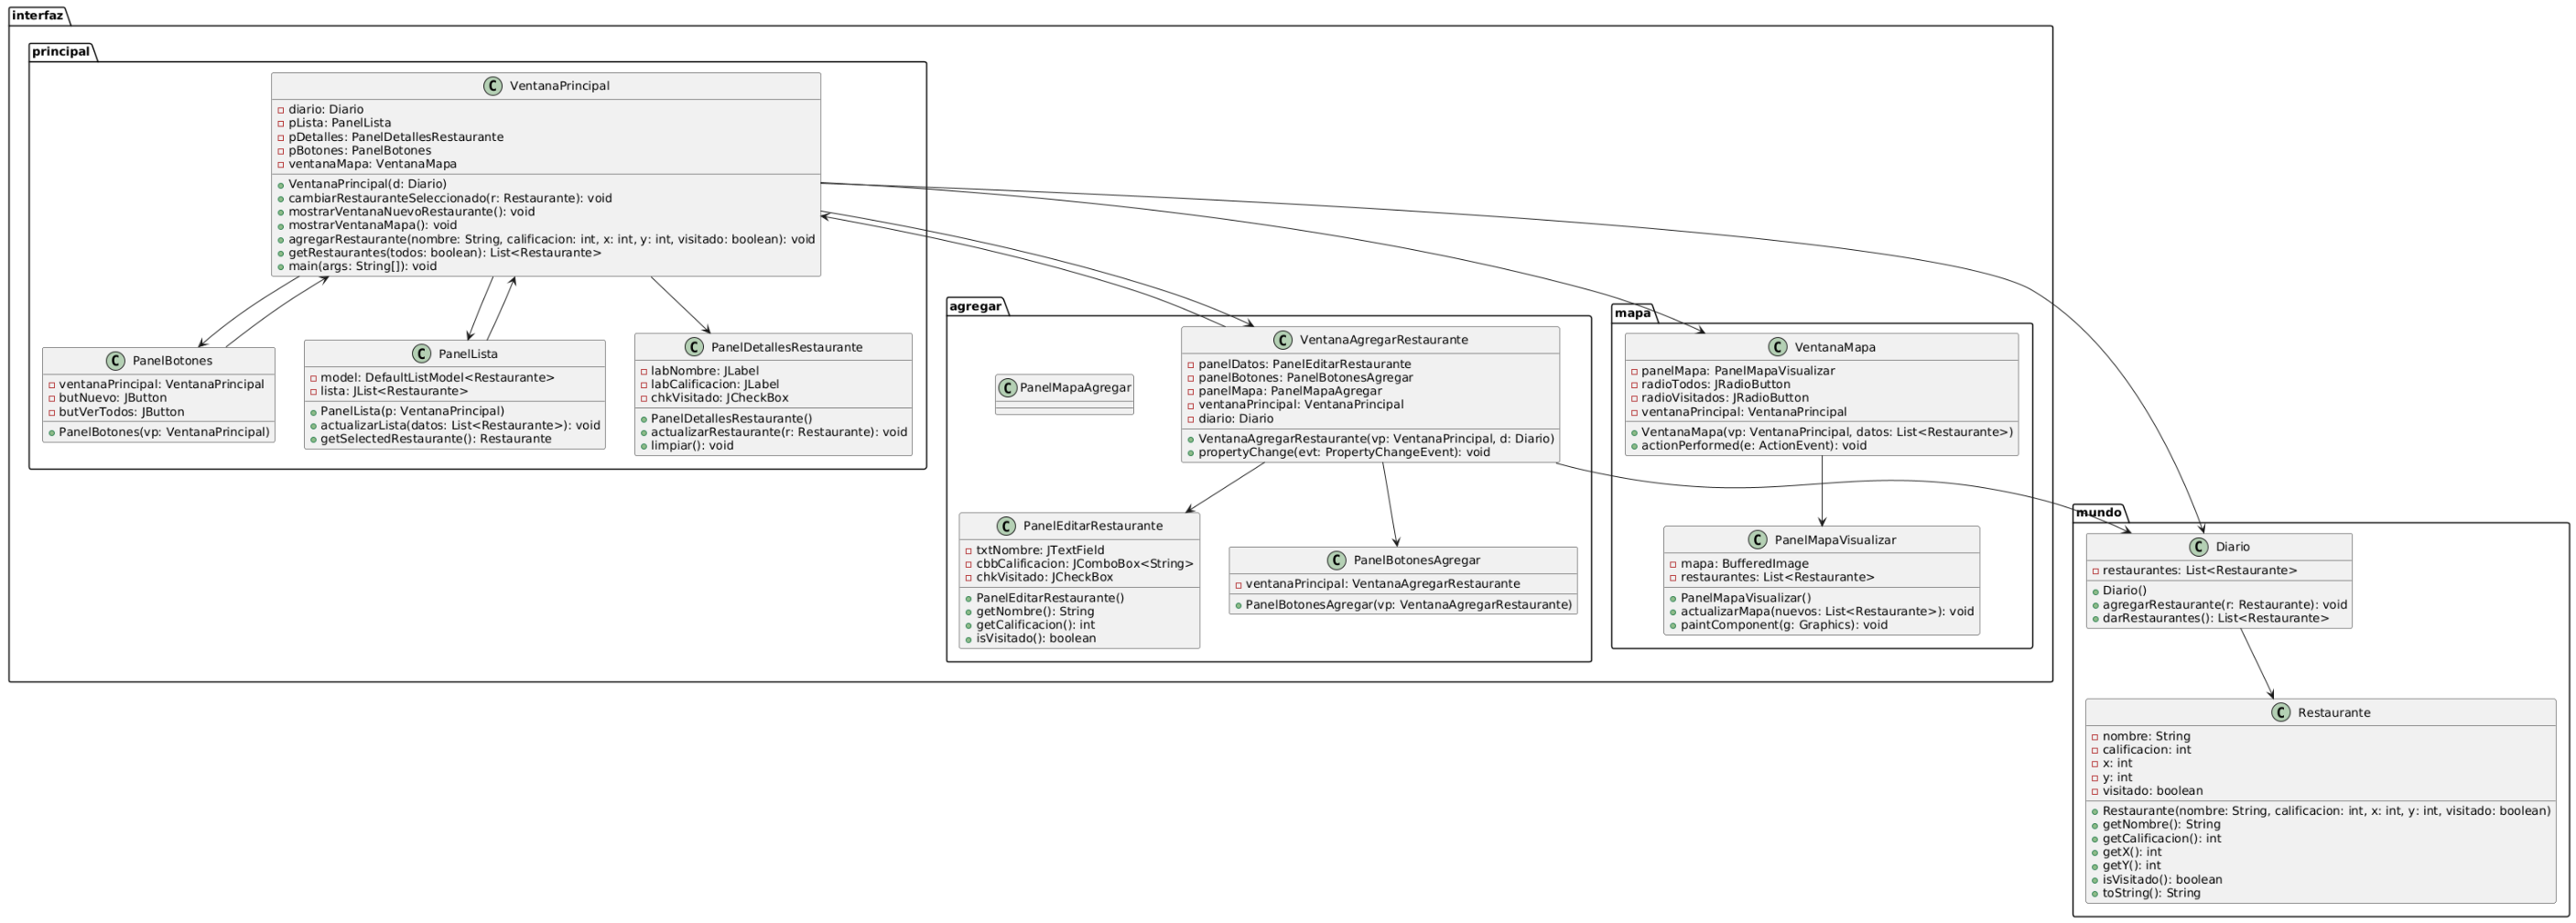 interfaz
principal
C VentanaPrincipal
diario: Diario
pLista: PanelLista
pDetalles: PanelDetallesRestaurante
pBotones: PanelBotones
ventanaMapa: VentanaMapa
VentanaPrincipal(d: Diario)
cambiarRestauranteSeleccionado(r: Restaurante): void
mostrarVentanaNuevoRestaurante(): void
mostrarVentanaMapa(): void
agregarRestaurante(nombre: String, calificacion: int, x: int, y: int, visitado: boolean): void
getRestaurantes(todos: boolean): List<Restaurante>
main(args: String[]): void
C PanelBotones
ventanaPrincipal: VentanaPrincipal
butNuevo: JButton
butVerTodos: JButton
PanelBotones(vp: VentanaPrincipal)
C PanelLista
model: DefaultListModel<Restaurante>
lista: JList<Restaurante>
PanelLista(p: VentanaPrincipal)
actualizarLista(datos: List<Restaurante>): void
getSelectedRestaurante(): Restaurante
C PanelDetallesRestaurante
labNombre: JLabel
labCalificacion: JLabel
chkVisitado: JCheckBox
PanelDetallesRestaurante()
actualizarRestaurante(r: Restaurante): void
limpiar(): void
agregar
C PanelMapaAgregar
C VentanaAgregarRestaurante
panelDatos: PanelEditarRestaurante
panelBotones: PanelBotonesAgregar
panelMapa: PanelMapaAgregar
ventanaPrincipal: VentanaPrincipal
diario: Diario
VentanaAgregarRestaurante(vp: VentanaPrincipal, d: Diario)
propertyChange(evt: PropertyChangeEvent): void
C PanelEditarRestaurante
txtNombre: JTextField
cbbCalificacion: JComboBox<String>
chkVisitado: JCheckBox
PanelEditarRestaurante()
getNombre(): String
getCalificacion(): int
isVisitado(): boolean
C PanelBotonesAgregar
ventanaPrincipal: VentanaAgregarRestaurante
PanelBotonesAgregar(vp: VentanaAgregarRestaurante)
mapa
C VentanaMapa
panelMapa: PanelMapaVisualizar
radioTodos: JRadioButton
radioVisitados: JRadioButton
ventanaPrincipal: VentanaPrincipal
VentanaMapa(vp: VentanaPrincipal, datos: List<Restaurante>)
actionPerformed(e: ActionEvent): void
C PanelMapaVisualizar
mapa: BufferedImage
restaurantes: List<Restaurante>
PanelMapaVisualizar()
actualizarMapa(nuevos: List<Restaurante>): void
paintComponent(g: Graphics): void
mundo
C Diario
restaurantes: List<Restaurante>
Diario()
agregarRestaurante(r: Restaurante): void
darRestaurantes(): List<Restaurante>
C Restaurante
nombre: String
calificacion: int
x: int
y: int
visitado: boolean
Restaurante(nombre: String, calificacion: int, x: int, y: int, visitado: boolean)
getNombre(): String
getCalificacion(): int
getX(): int
getY(): int
isVisitado(): boolean
toString(): String